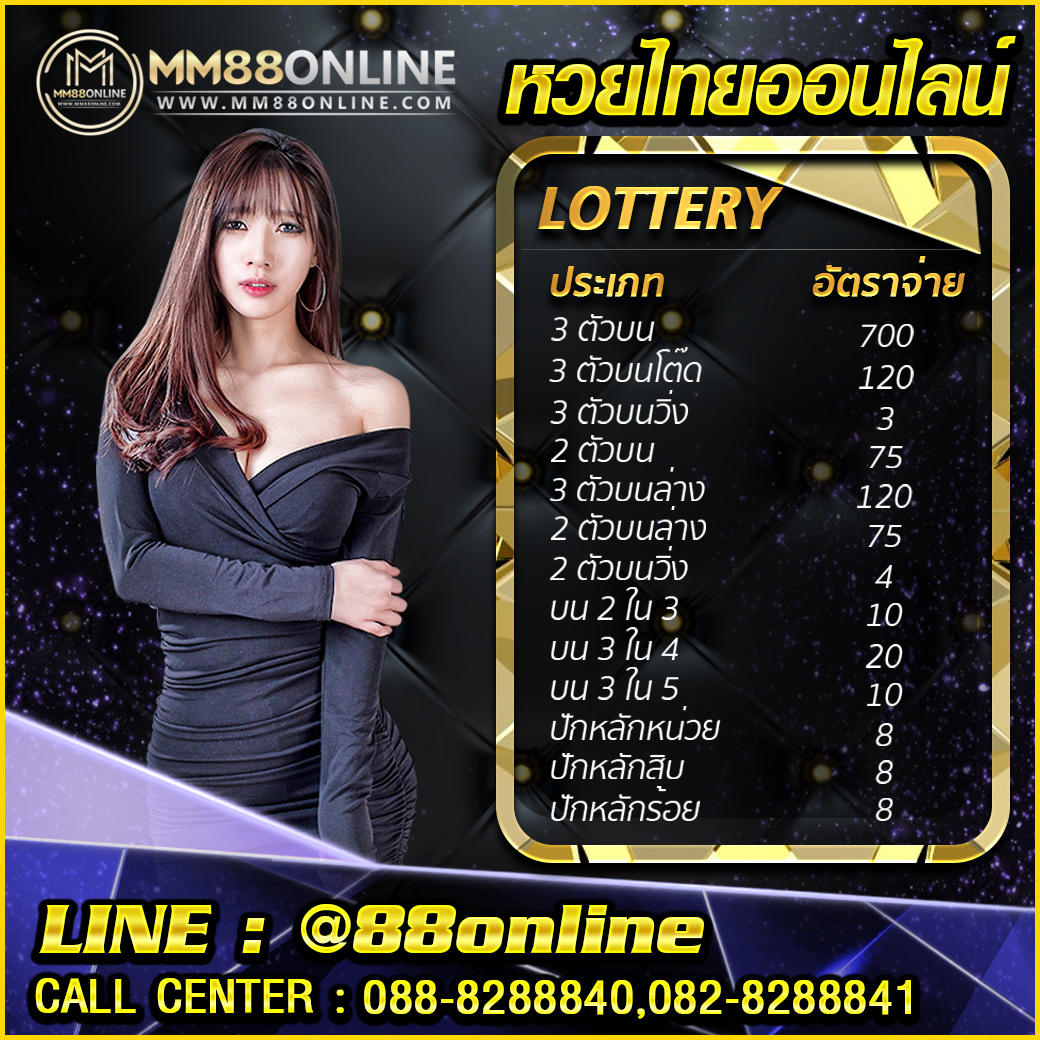 MM88ONLINE
WWW.MM88ONLINE.COM
MM88ONLINE
WWW.MM88ONLINE.COM
หวยไทยออนไลน์
LOTTERY
ประเภท อัตราจ่าย
3 ตัวบน 700
3 ตัวบนโต๊ด 120
3 ตัวบนวิ่ง 3
2 ตัวบน 75
3 ตัวบนล่าง 120
2 ตัวบนล่าง 75
2 ตัวบนวิ่ง 4
บน 2 ใน 3 10
บน 3 ใน 4 20
บน 3 ใน 5 10
ปักหลักหน่วย 8
ปักหลักสิบ 8
ปักหลักร้อย 8
LINE : @88online
CALL CENTER : 088-8288840,082-8288841